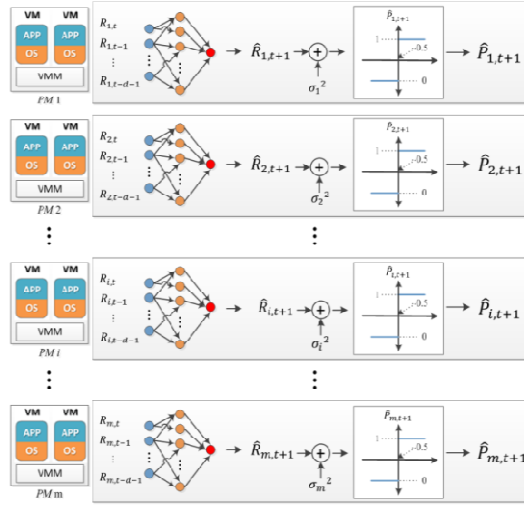 VM VM
APP APP
OS OS
VMM
PM 1
R1,t
R1,t-1
⋮
R1,t-d-1
R̂1,t+1
σ1²
P̂1,t+1
1
-0.5
0
P̂1,t+1
VM VM
APP APP
OS OS
VMM
PM 2
R2,t
R2,t-1
⋮
R2,t-d-1
R̂2,t+1
σ2²
P̂2,t+1
1
-0.5
0
P̂2,t+1
⋮ ⋮
VM VM
APP APP
OS OS
VMM
PM i
Ri,t
Ri,t-1
⋮
Ri,t-d-1
R̂i,t+1
σi²
P̂i,t+1
1
-0.5
0
P̂i,t+1
⋮ ⋮
VM VM
APP APP
OS OS
VMM
PM m
Rm,t
Rm,t-1
⋮
Rm,t-d-1
R̂m,t+1
σm²
P̂m,t+1
1
-0.5
0
P̂m,t+1